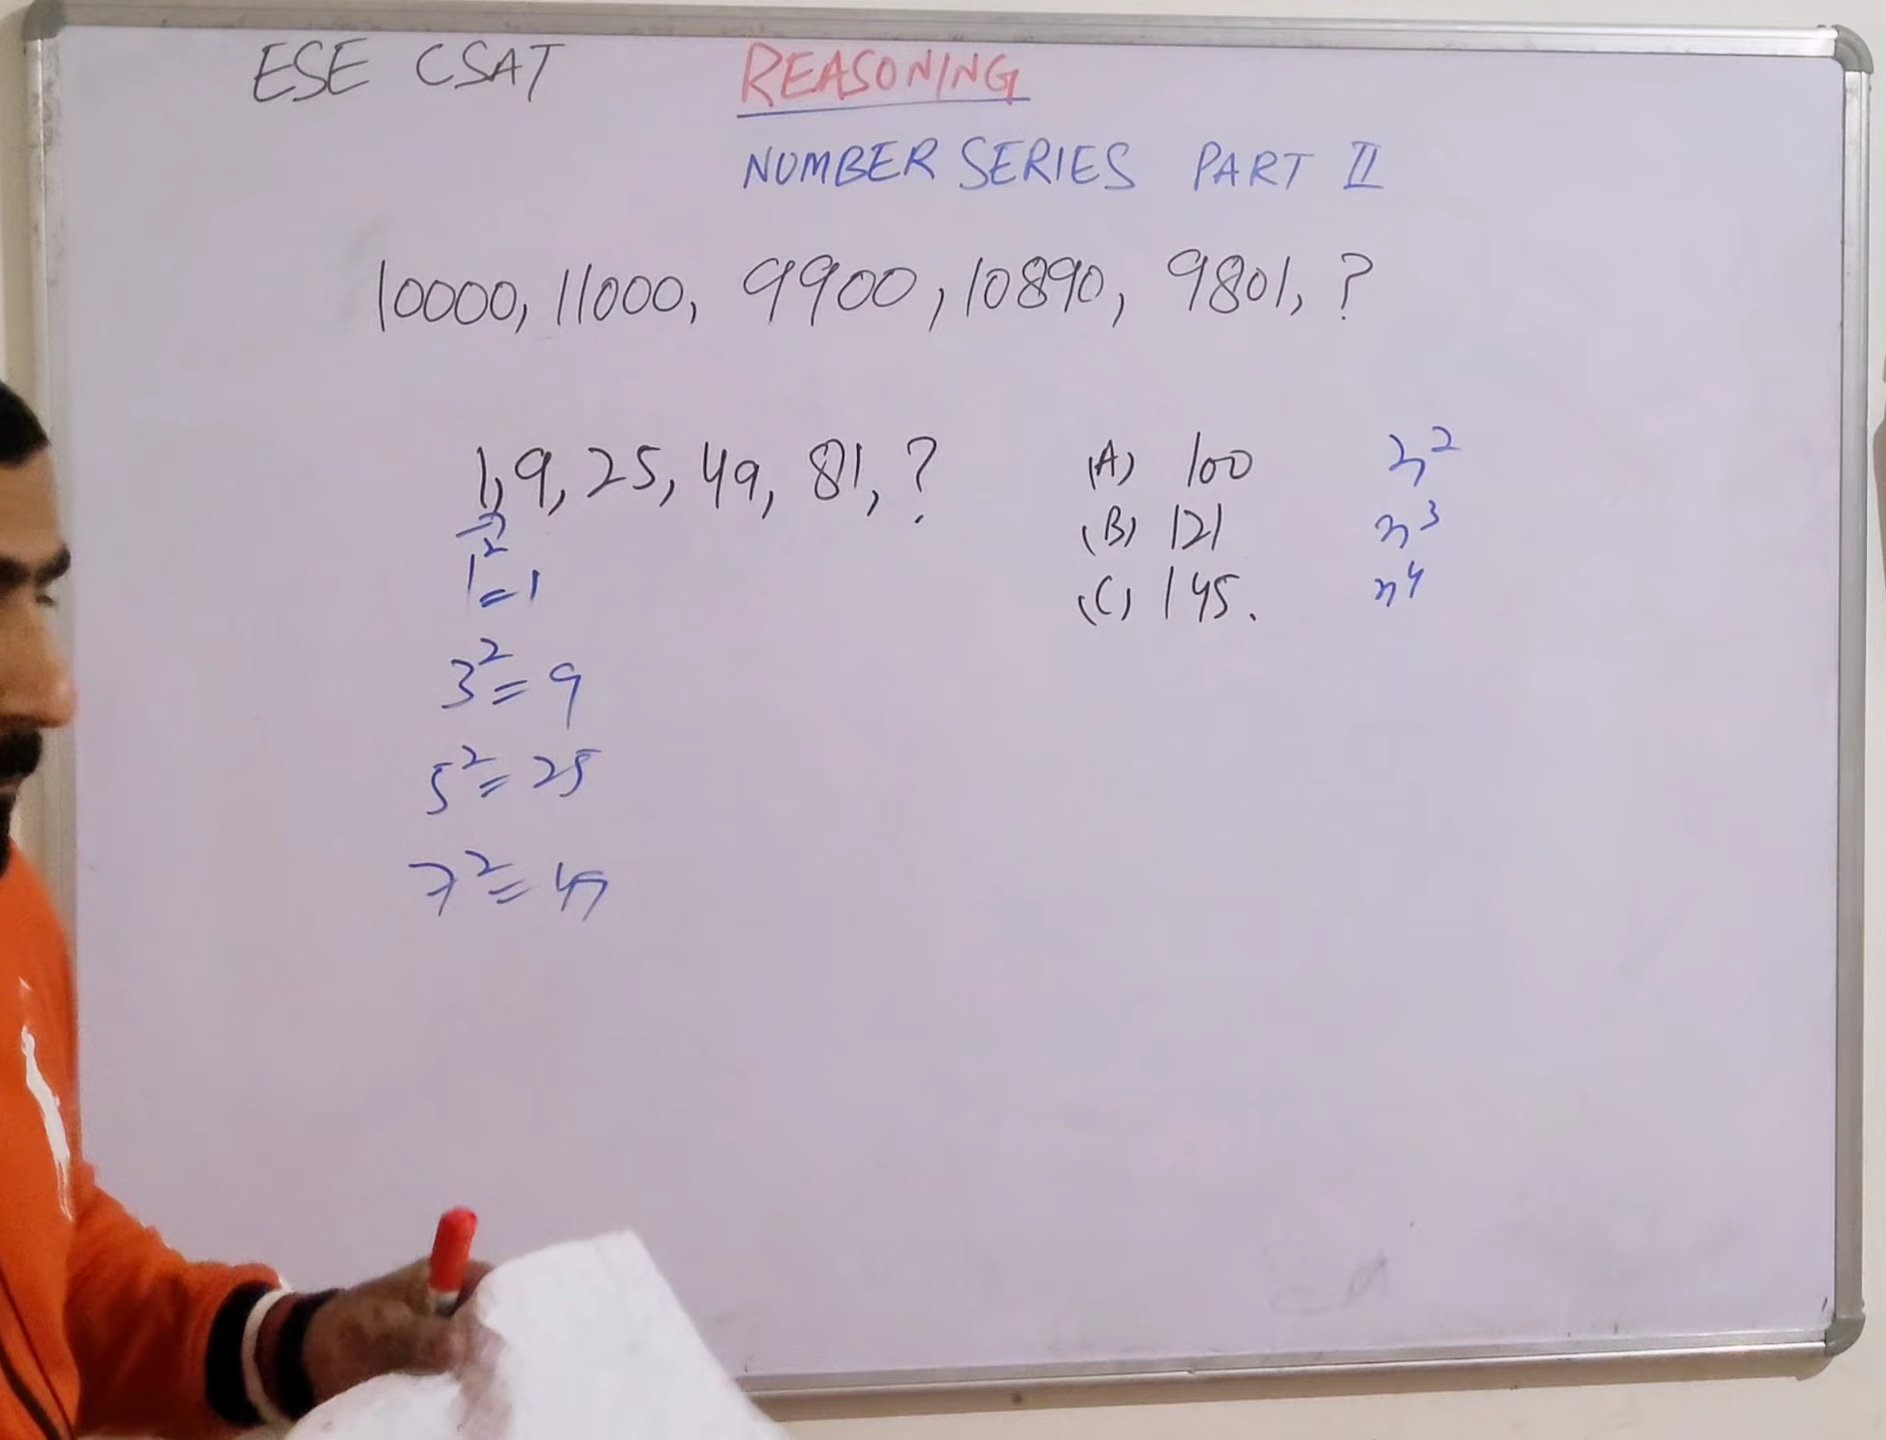 ESE CSAT REASONING
NUMBER SERIES PART II
10000, 11000, 9900, 10890, 9801, ?
1, 9, 25, 49, 81, ? (A) 100 n²
(B) 121 n³
1² = 1 (C) 145. n⁴
3² = 9
5² = 25
7² = 49